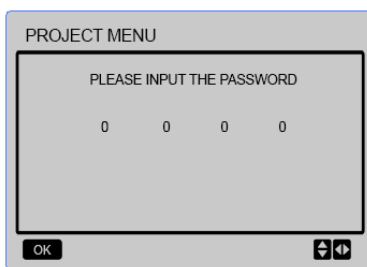 PROJECT MENU
PLEASE INPUT THE PASSWORD
0 0 0 0
OK